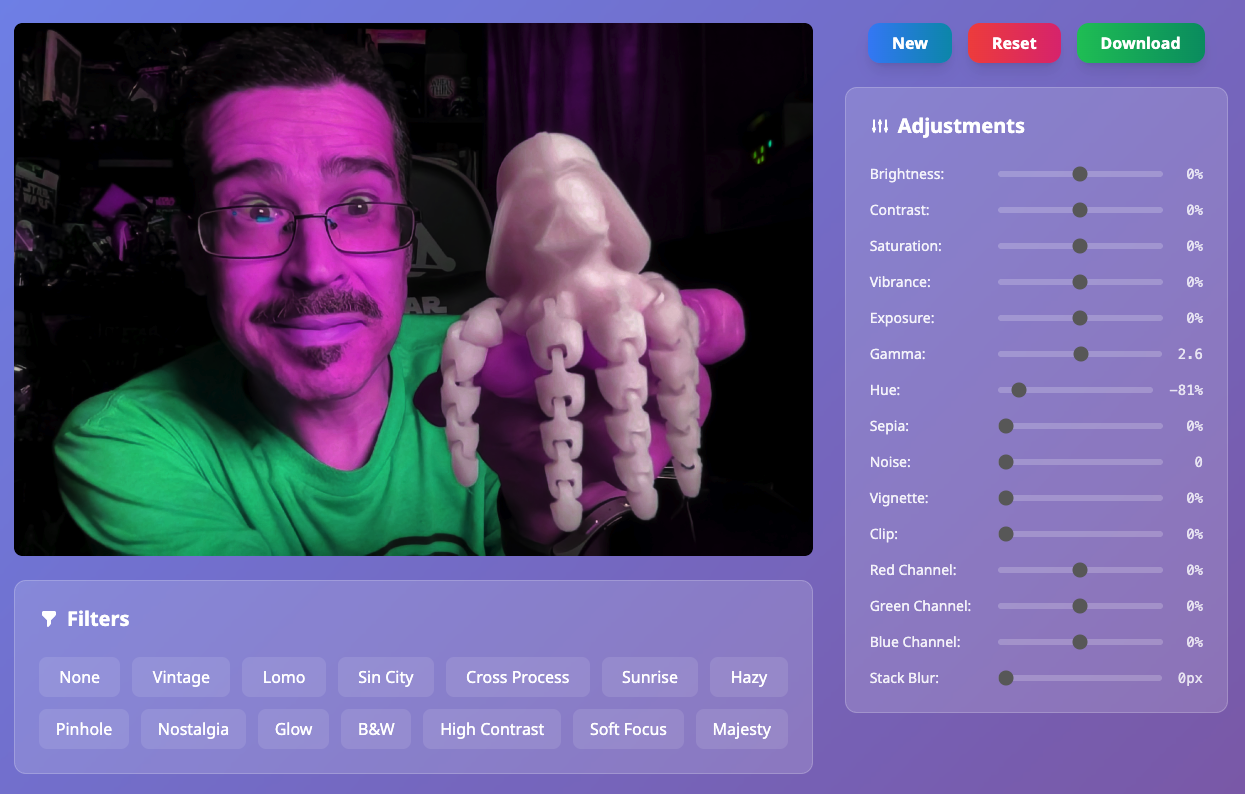 New Reset Download
Adjustments
Brightness: 0%
Contrast: 0%
Saturation: 0%
Vibrance: 0%
Exposure: 0%
Gamma: 2.6
Hue: −81%
Sepia: 0%
Noise: 0
Vignette: 0%
Clip: 0%
Red Channel: 0%
Green Channel: 0%
Blue Channel: 0%
Stack Blur: 0px
STAR
AR
Filters
None Vintage Lomo Sin City Cross Process Sunrise Hazy
Pinhole Nostalgia Glow B&W High Contrast Soft Focus Majesty